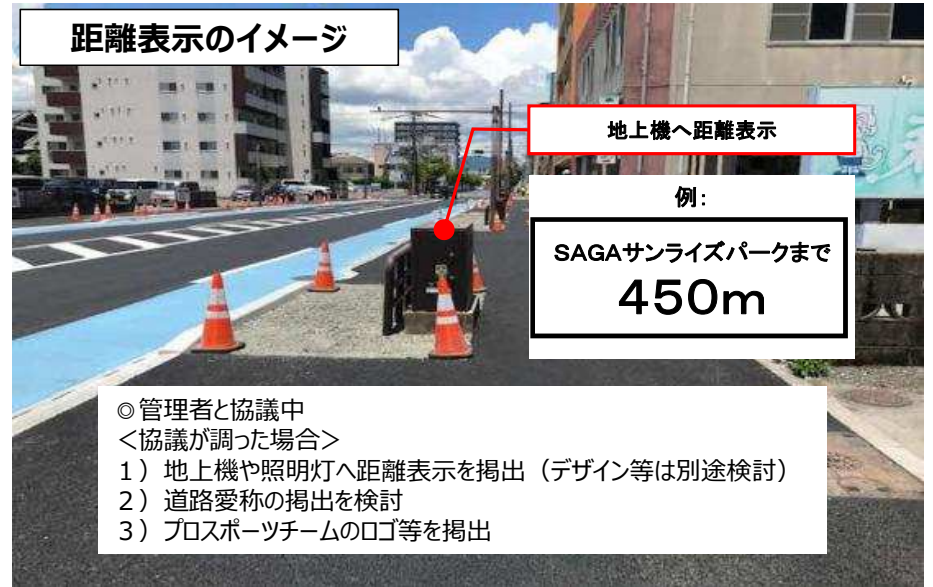 距離表示のイメージ
地上機へ距離表示
例：
SAGAサンライズパークまで
450m
◎管理者と協議中
＜協議が調った場合＞
１）地上機や照明灯へ距離表示を掲出（デザイン等は別途検討）
２）道路愛称の掲出を検討
３）プロスポーツチームのロゴ等を掲出